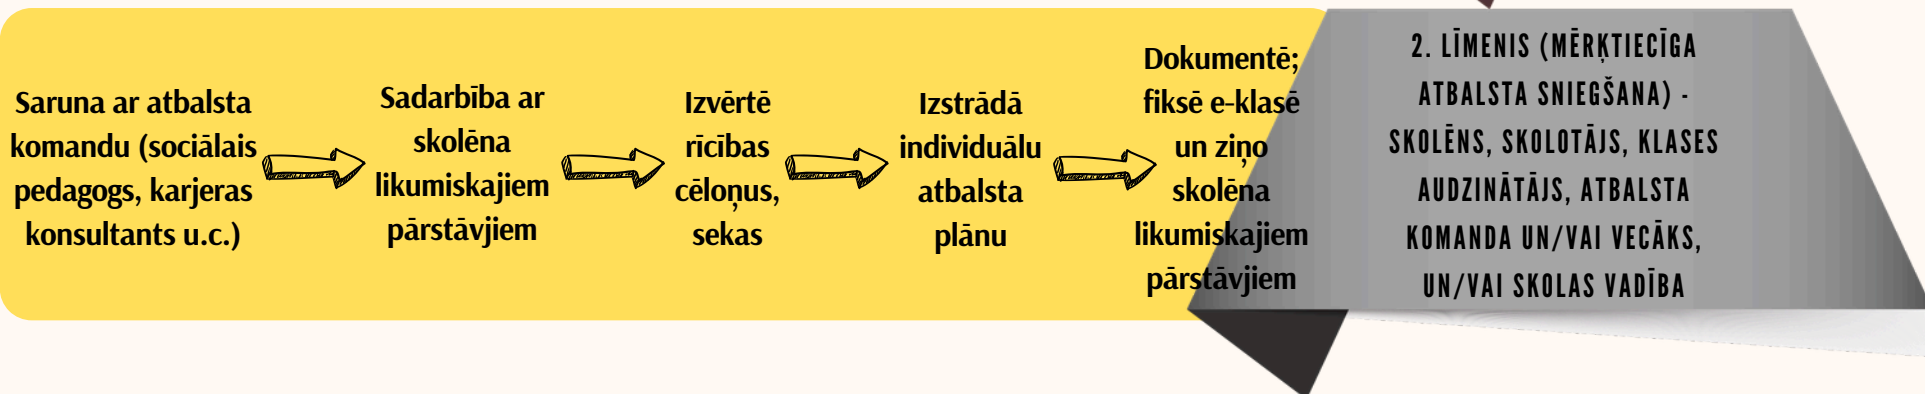 Saruna ar atbalsta
komandu (sociālais
pedagogs, karjeras
konsultants u.c.)
Sadarbība ar
skolēna
likumiskajiem
pārstāvjiem
Izvērtē
rīcības
cēloņus,
sekas
Izstrādā
individuālu
atbalsta
plānu
Dokumentē;
fiksē e-klasē
un ziņo
skolēna
likumiskajiem
pārstāvjiem
2. LĪMENIS (MĒRĶTIECĪGA
ATBALSTA SNIEGŠANA) -
SKOLĒNS, SKOLOTĀJS, KLASES
AUDZINĀTĀJS, ATBALSTA
KOMANDA UN/VAI VECĀKS,
UN/VAI SKOLAS VADĪBA